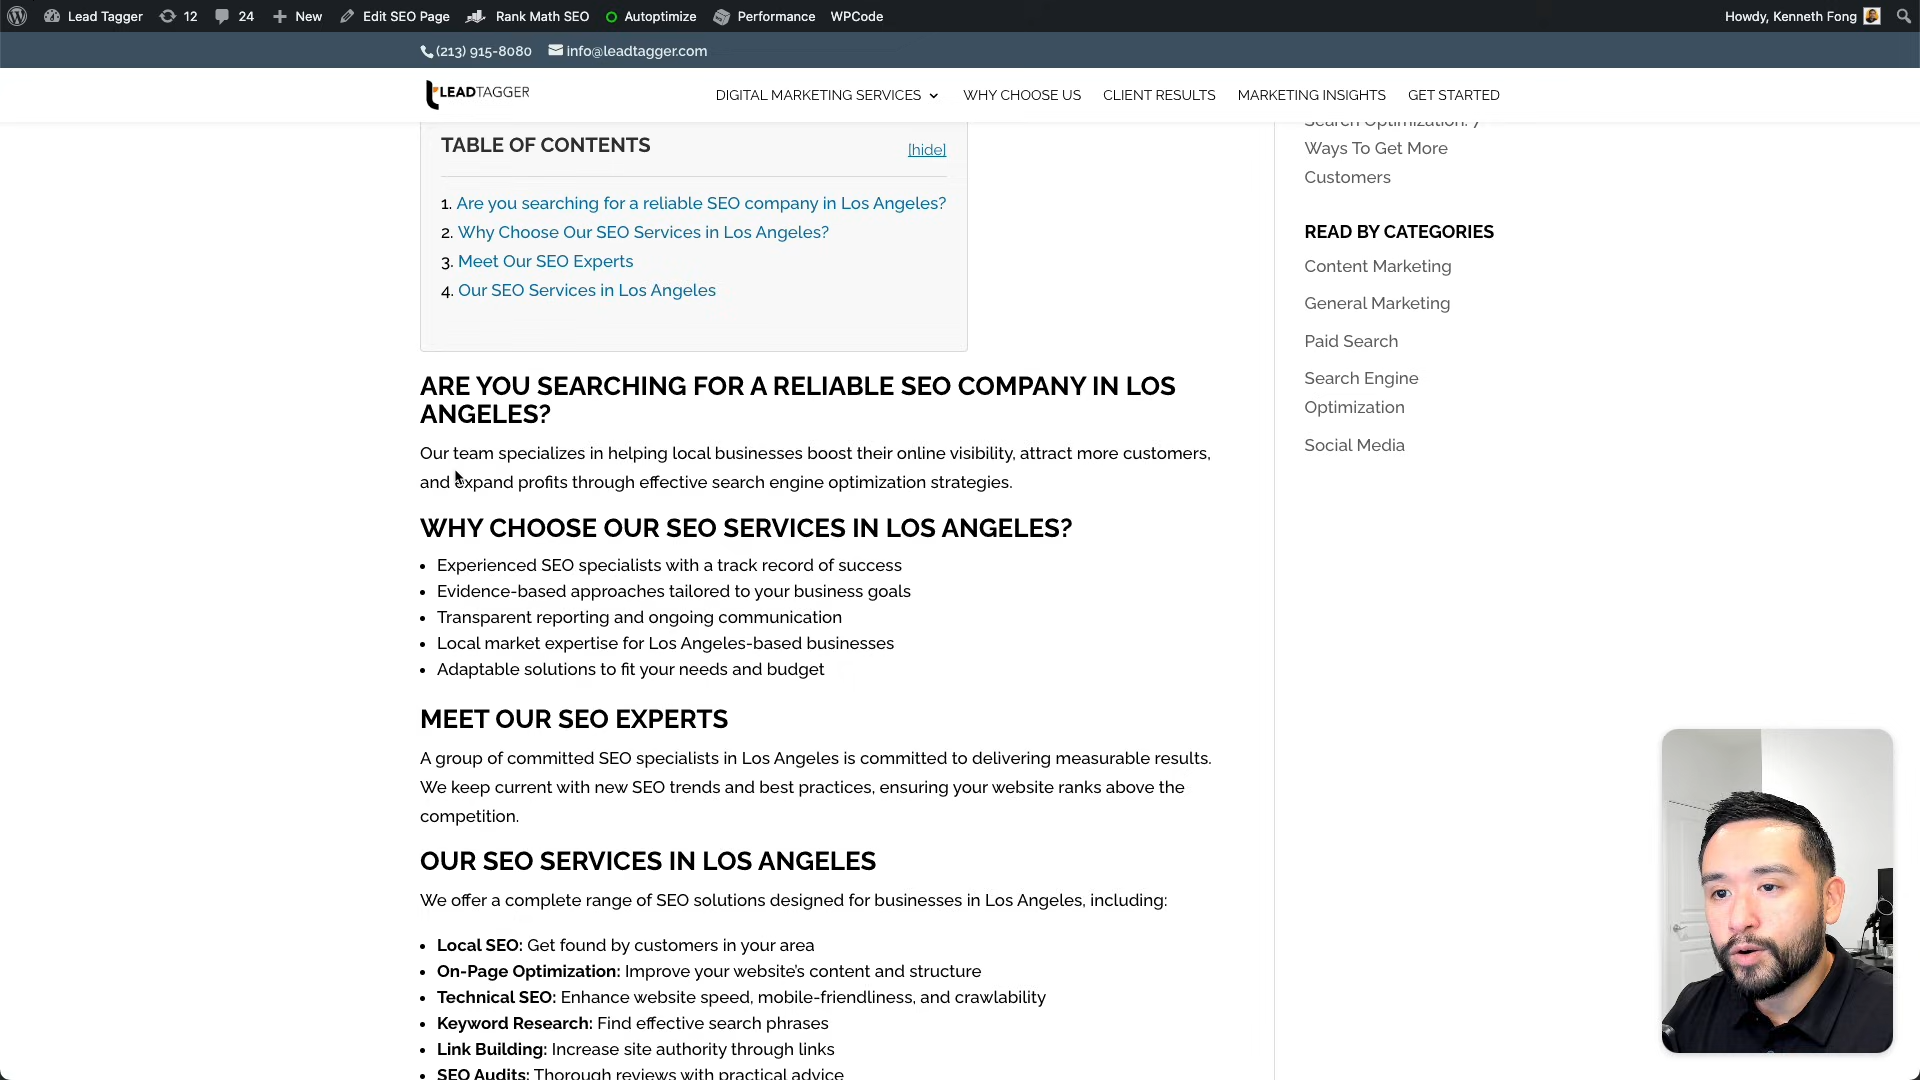 Lead Tagger 12 24 New Edit SEO Page Rank Math SEO Autoptimize Performance WPCode Howdy, Kenneth Fong
(213) 915-8080 info@leadtagger.com
LEADTAGGER DIGITAL MARKETING SERVICES WHY CHOOSE US CLIENT RESULTS MARKETING INSIGHTS GET STARTED
TABLE OF CONTENTS
[hide]
1. Are you searching for a reliable SEO company in Los Angeles?
2. Why Choose Our SEO Services in Los Angeles?
3. Meet Our SEO Experts
4. Our SEO Services in Los Angeles
ARE YOU SEARCHING FOR A RELIABLE SEO COMPANY IN LOS
ANGELES?
Our team specializes in helping local businesses boost their online visibility, attract more customers,
and expand profits through effective search engine optimization strategies.
WHY CHOOSE OUR SEO SERVICES IN LOS ANGELES?
• Experienced SEO specialists with a track record of success
• Evidence-based approaches tailored to your business goals
• Transparent reporting and ongoing communication
• Local market expertise for Los Angeles-based businesses
• Adaptable solutions to fit your needs and budget
MEET OUR SEO EXPERTS
A group of committed SEO specialists in Los Angeles is committed to delivering measurable results.
We keep current with new SEO trends and best practices, ensuring your website ranks above the
competition.
OUR SEO SERVICES IN LOS ANGELES
We offer a complete range of SEO solutions designed for businesses in Los Angeles, including:
• Local SEO: Get found by customers in your area
• On-Page Optimization: Improve your website's content and structure
• Technical SEO: Enhance website speed, mobile-friendliness, and crawlability
• Keyword Research: Find effective search phrases
• Link Building: Increase site authority through links
• SEO Audits: Thorough reviews with practical advice
Search Optimization: 7
Ways To Get More
Customers
READ BY CATEGORIES
Content Marketing
General Marketing
Paid Search
Search Engine
Optimization
Social Media